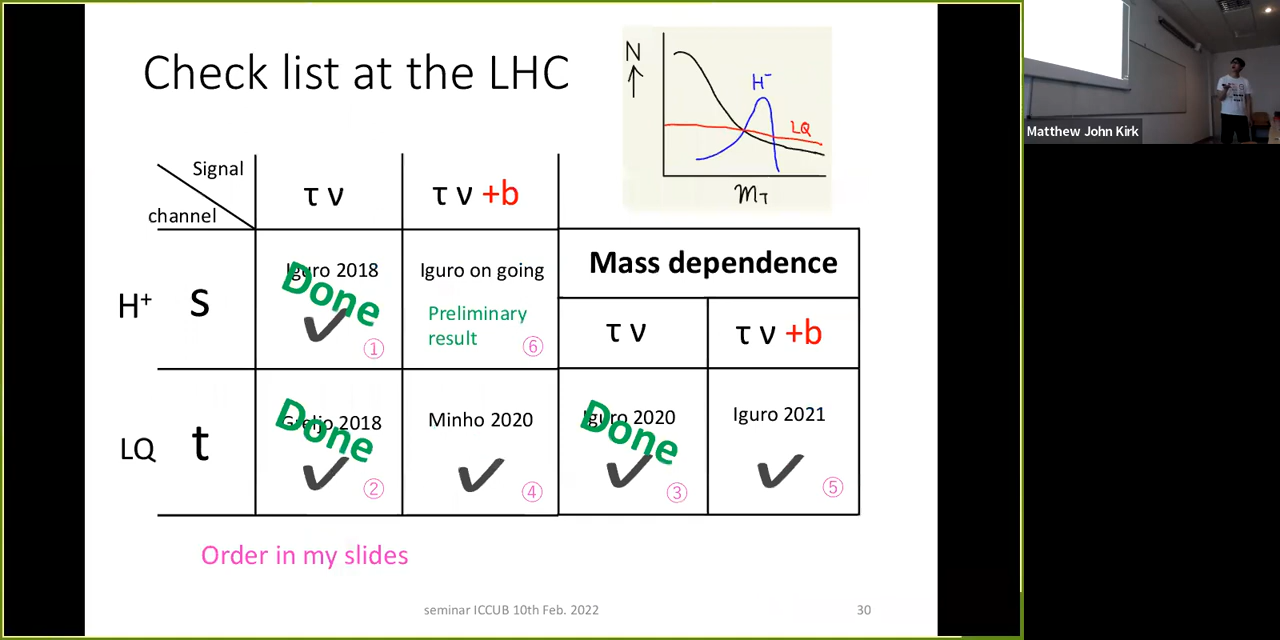 Check list at the LHC
N
H⁻
LQ
m_T
Signal
channel
τ ν
τ ν +b
H⁺ s
Iguro 2018
Done
①
Iguro on going
Preliminary
result
⑥
Mass dependence
τ ν
τ ν +b
LQ t
Greljo 2018
Done
②
Minho 2020
④
Iguro 2020
Done
③
Iguro 2021
⑤
Order in my slides
seminar ICCUB 10th Feb. 2022
30
Matthew John Kirk